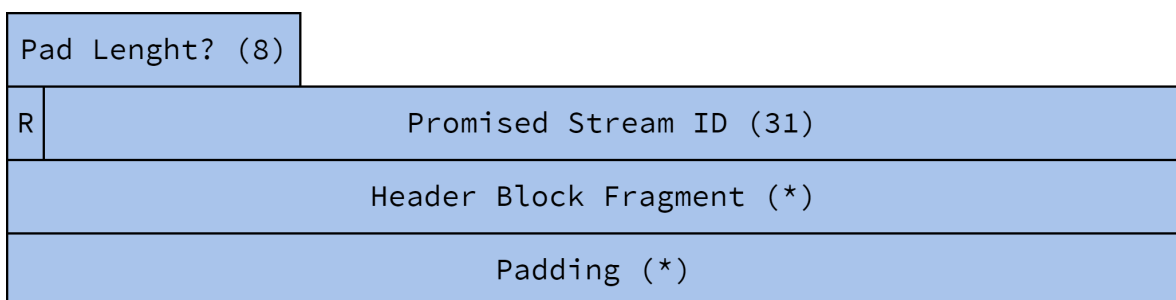 Pad Lenght? (8)
R Promised Stream ID (31)
Header Block Fragment (*)
Padding (*)